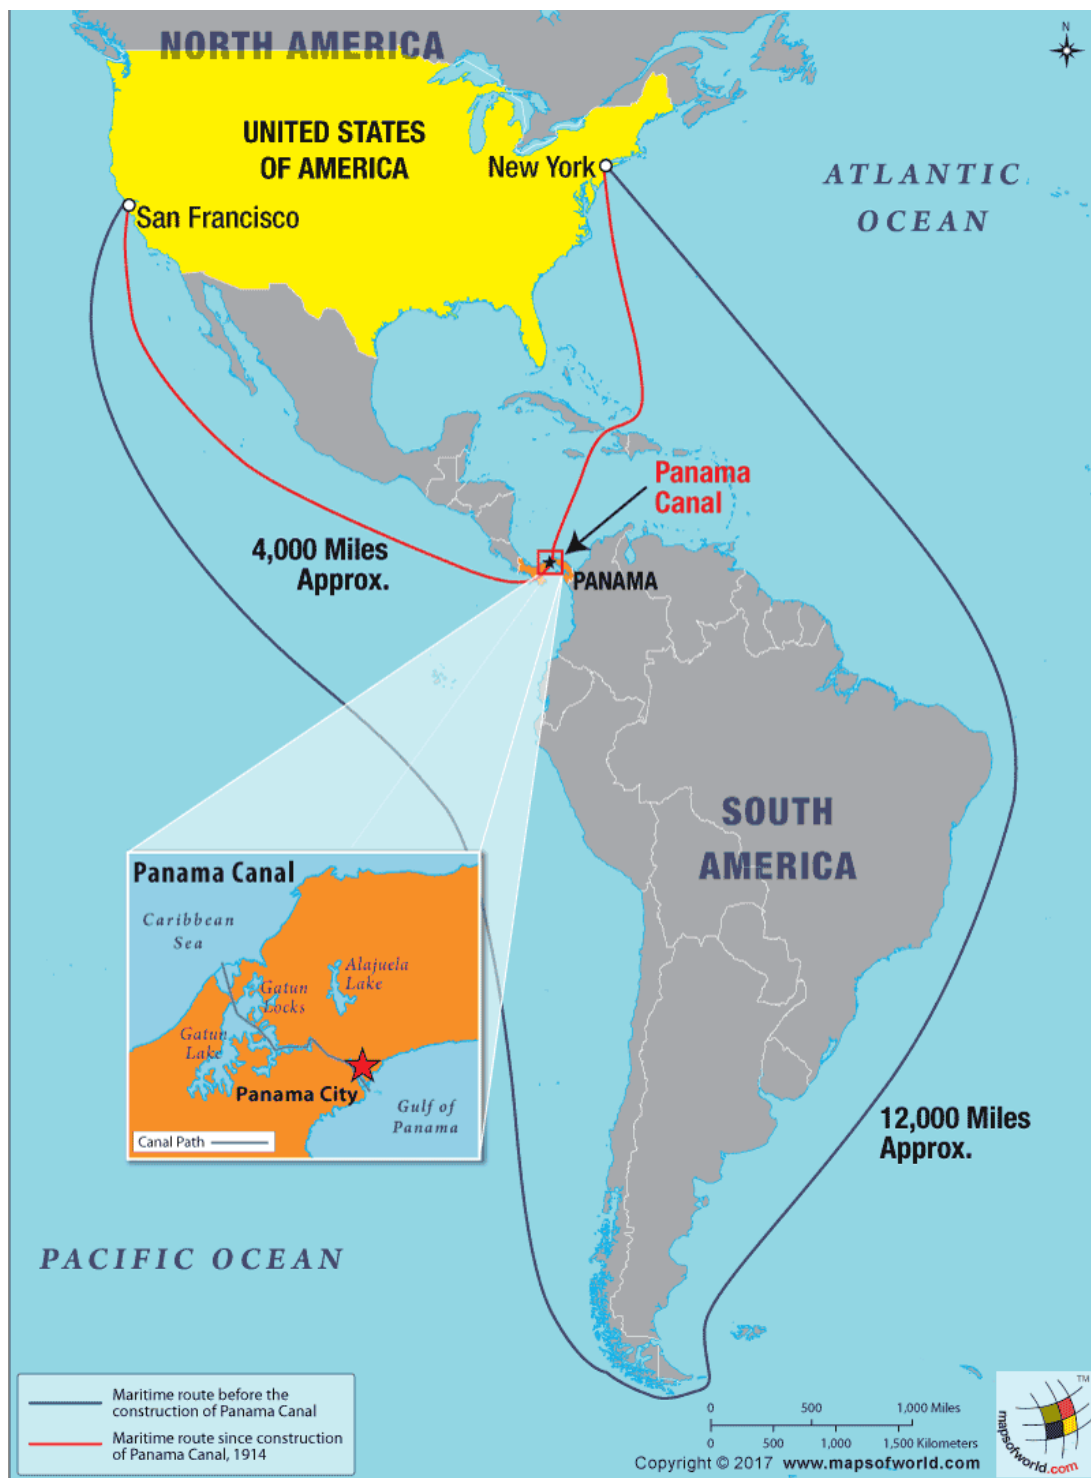 N
NORTH AMERICA
UNITED STATES
OF AMERICA
New York
San Francisco
ATLANTIC
OCEAN
Panama
Canal
4,000 Miles
Approx.
PANAMA
SOUTH
AMERICA
Panama Canal
Caribbean
Sea
Alajuela
Lake
Gatun
Locks
Gatun
Lake
Panama City
Gulf of
Panama
Canal Path
12,000 Miles
Approx.
PACIFIC OCEAN
Maritime route before the
construction of Panama Canal
Maritime route since construction
of Panama Canal, 1914
0 500 1,000 Miles
0 500 1,000 1,500 Kilometers
Copyright © 2017 www.mapsofworld.com
TM
mapsofworld.com